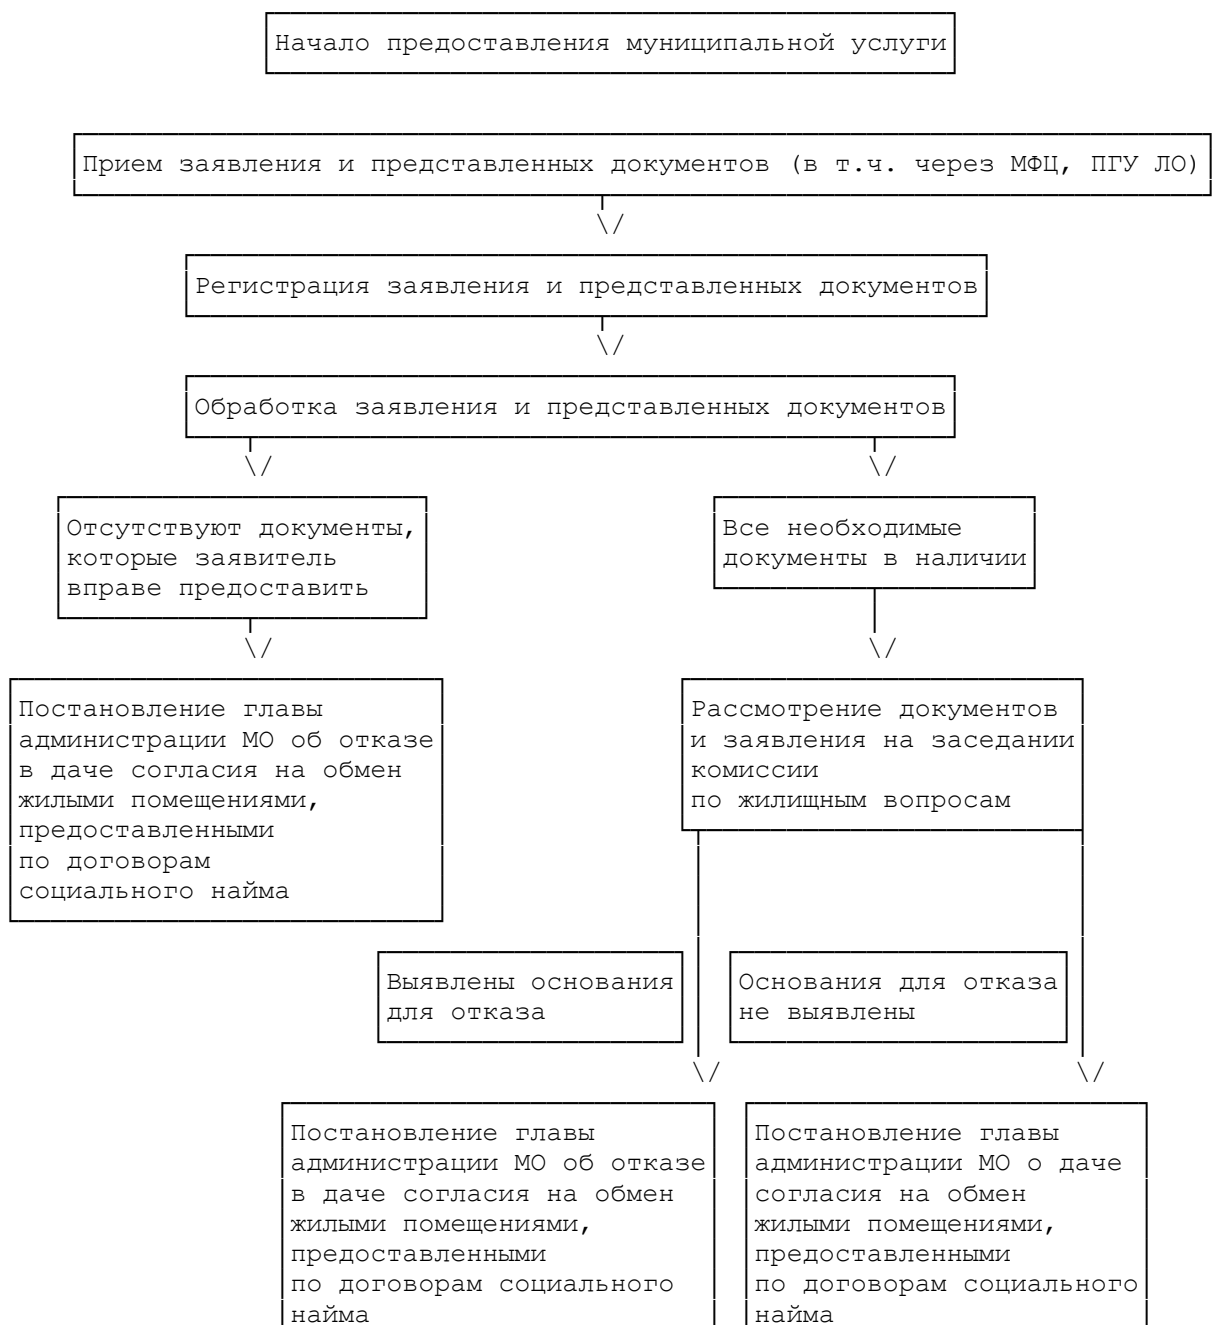 Начало предоставления муниципальной услуги
Прием заявления и представленных документов (в т.ч. через МФЦ, ПГУ ЛО)
Регистрация заявления и представленных документов
Обработка заявления и представленных документов
Отсутствуют документы,
которые заявитель
вправе предоставить
Все необходимые
документы в наличии
Постановление главы
администрации МО об отказе
в даче согласия на обмен
жилыми помещениями,
предоставленными
по договорам
социального найма
Рассмотрение документов
и заявления на заседании
комиссии
по жилищным вопросам
Выявлены основания
для отказа
Основания для отказа
не выявлены
Постановление главы
администрации МО об отказе
в даче согласия на обмен
жилыми помещениями,
предоставленными
по договорам социального
найма
Постановление главы
администрации МО о даче
согласия на обмен
жилыми помещениями,
предоставленными
по договорам социального
найма